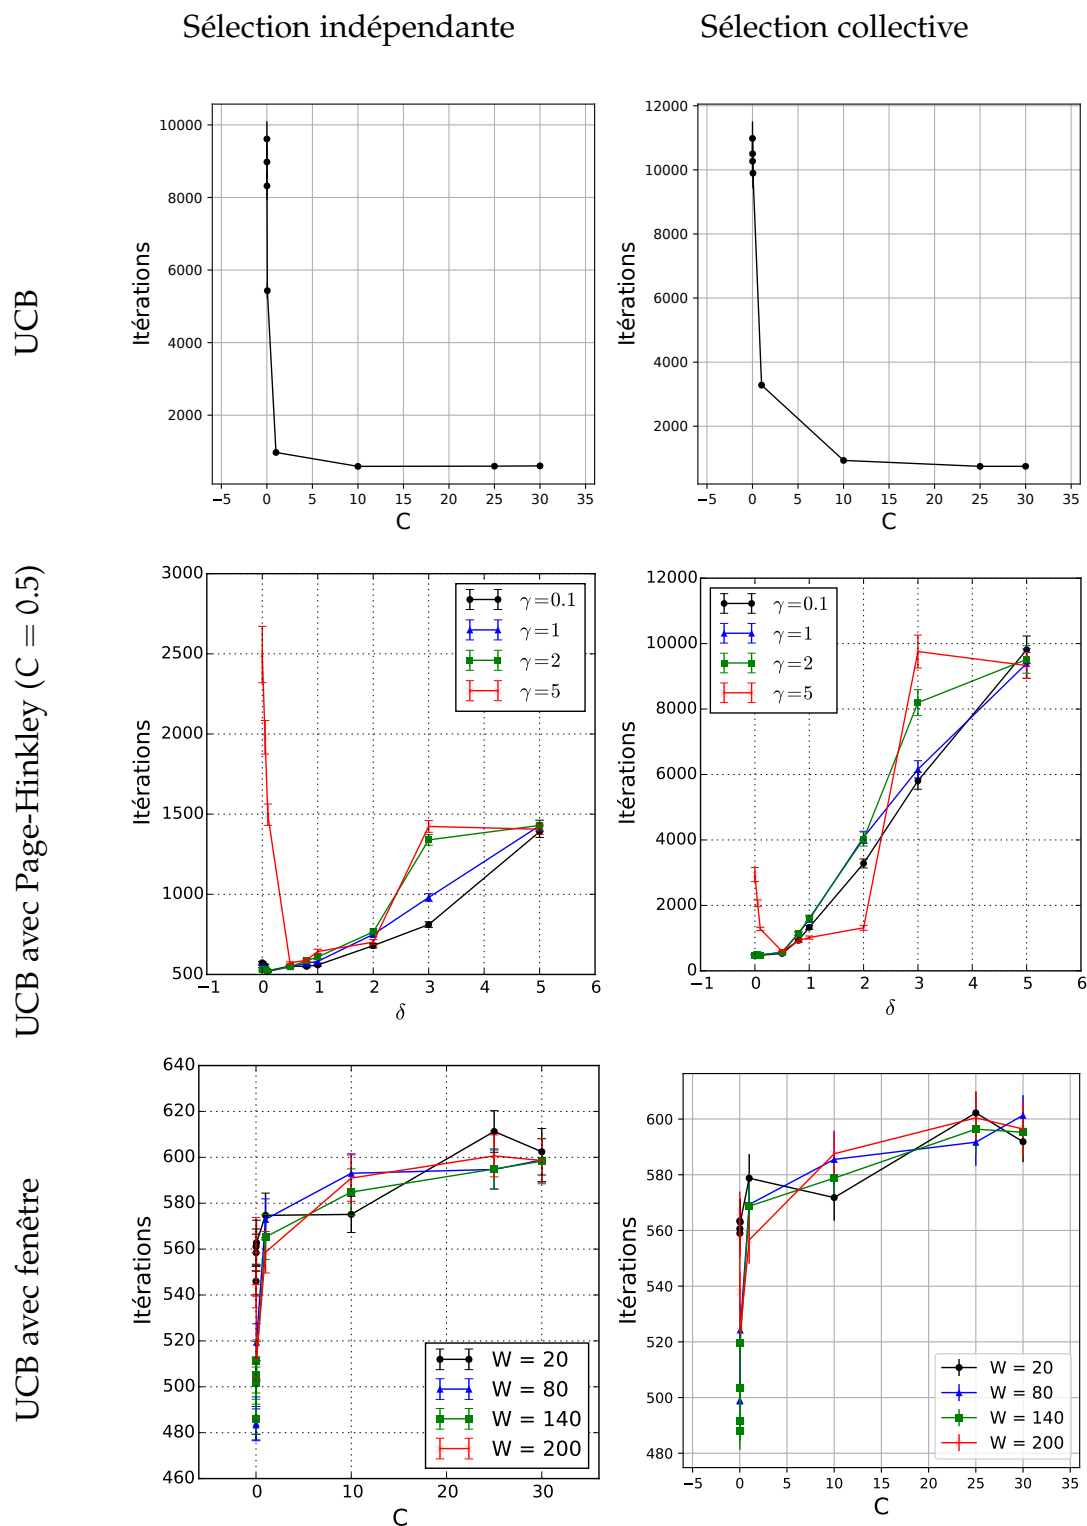 Sélection indépendante
Sélection collective
UCB
Itérations
10000
8000
6000
4000
2000
−5 0 5 10 15 20 25 30 35
C
Itérations
12000
10000
8000
6000
4000
2000
−5 0 5 10 15 20 25 30 35
C
UCB avec Page-Hinkley (C = 0.5)
Itérations
3000
2500
2000
1500
1000
500
−1 0 1 2 3 4 5 6
δ
γ=0.1
γ=1
γ=2
γ=5
Itérations
12000
10000
8000
6000
4000
2000
0
−1 0 1 2 3 4 5 6
δ
γ=0.1
γ=1
γ=2
γ=5
UCB avec fenêtre
Itérations
640
620
600
580
560
540
520
500
480
460
0 10 20 30
C
W = 20
W = 80
W = 140
W = 200
Itérations
600
580
560
540
520
500
480
0 5 10 15 20 25 30 35
C
W = 20
W = 80
W = 140
W = 200